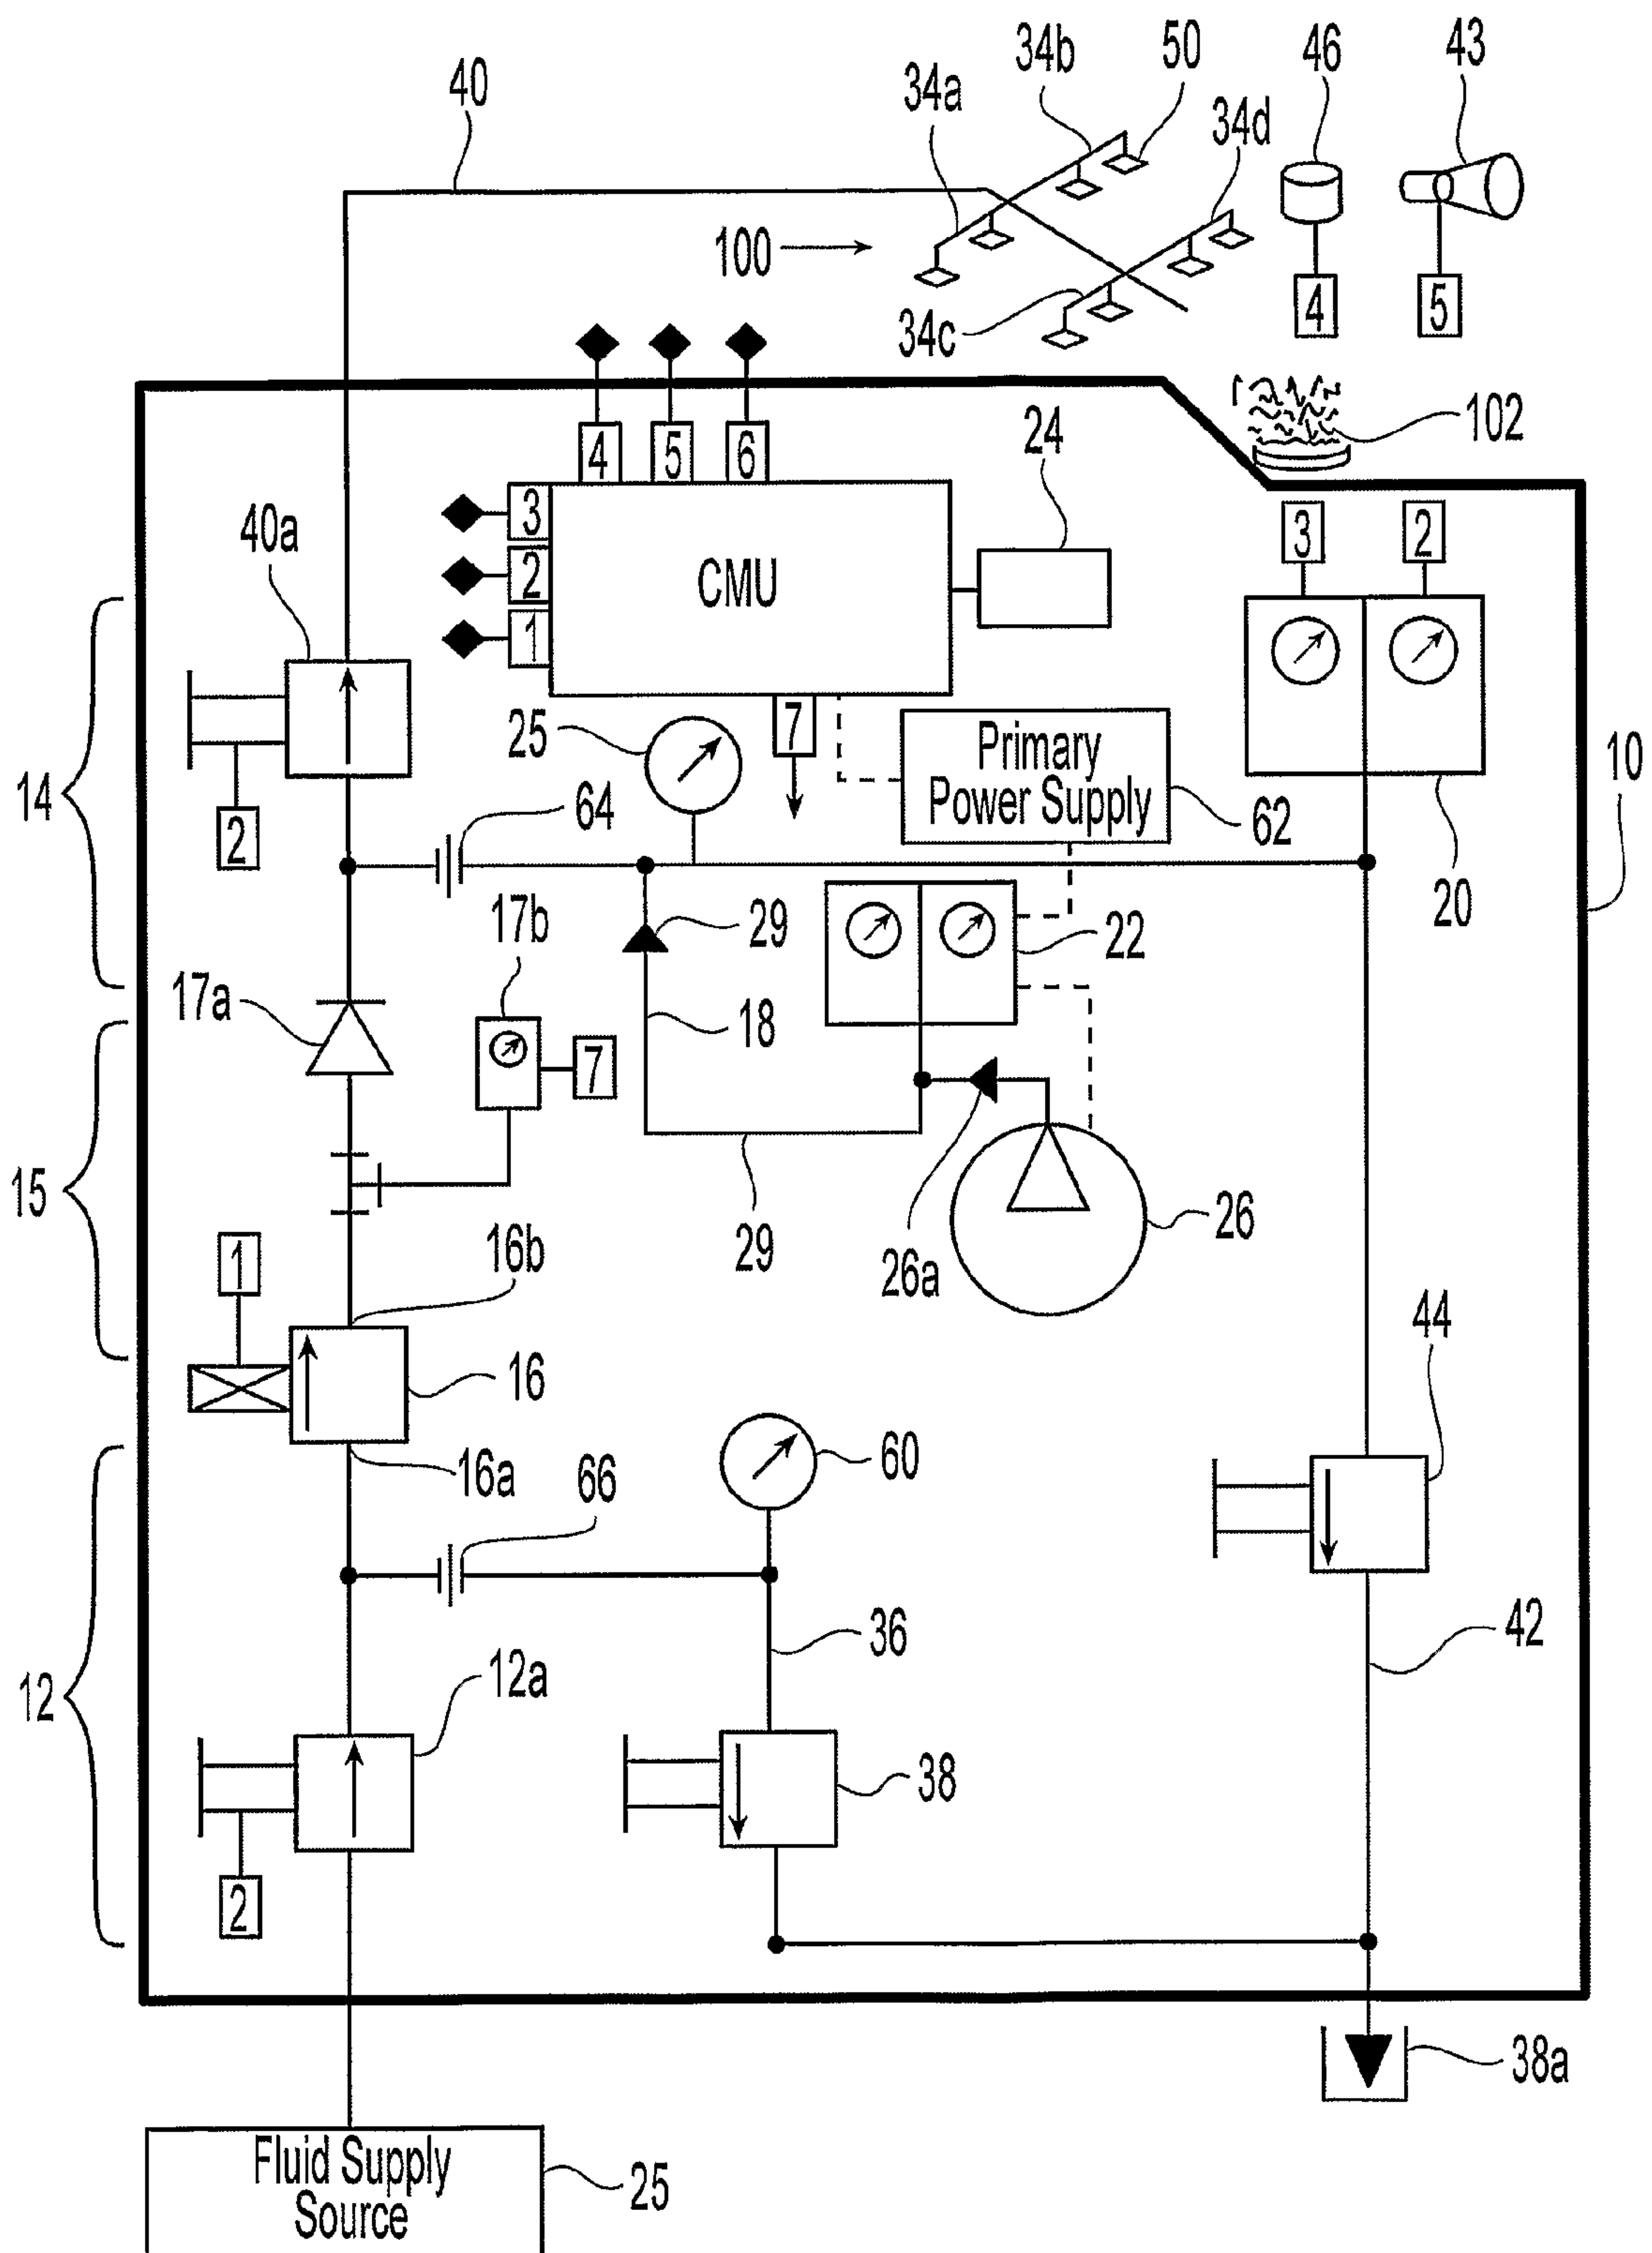 34b
50
46
43
40
34a
34d
100
34c
4
5
102
24
4
5
6
3
2
1
CMU
3
2
40a
7
25
Primary
Power Supply
62
10
14
2
64
20
17b
29
22
17a
18
7
15
29
26a
26
16b
1
44
16
16a
66
60
36
42
12
12a
38
2
38a
Fluid Supply
Source
25